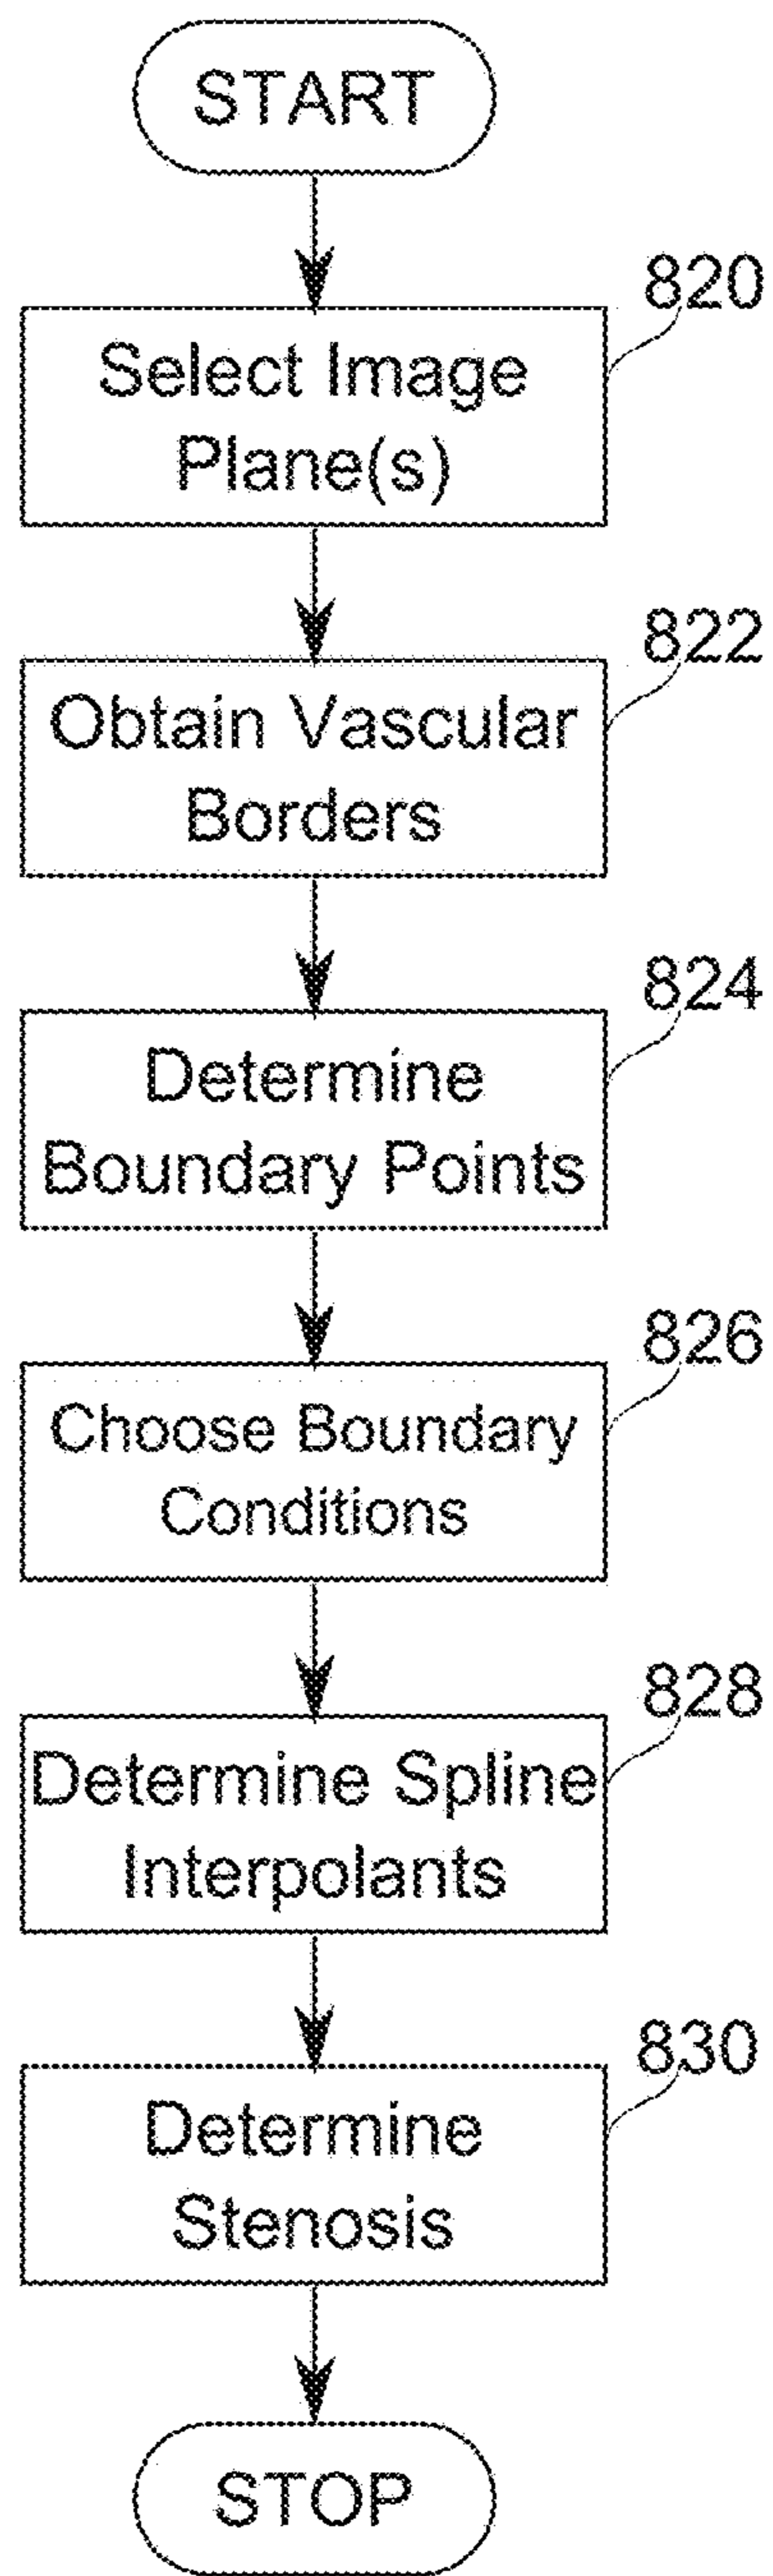 START
820
Select Image
Plane(s)
822
Obtain Vascular
Borders
824
Determine
Boundary Points
826
Choose Boundary
Conditions
828
Determine Spline
Interpolants
830
Determine
Stenosis
STOP